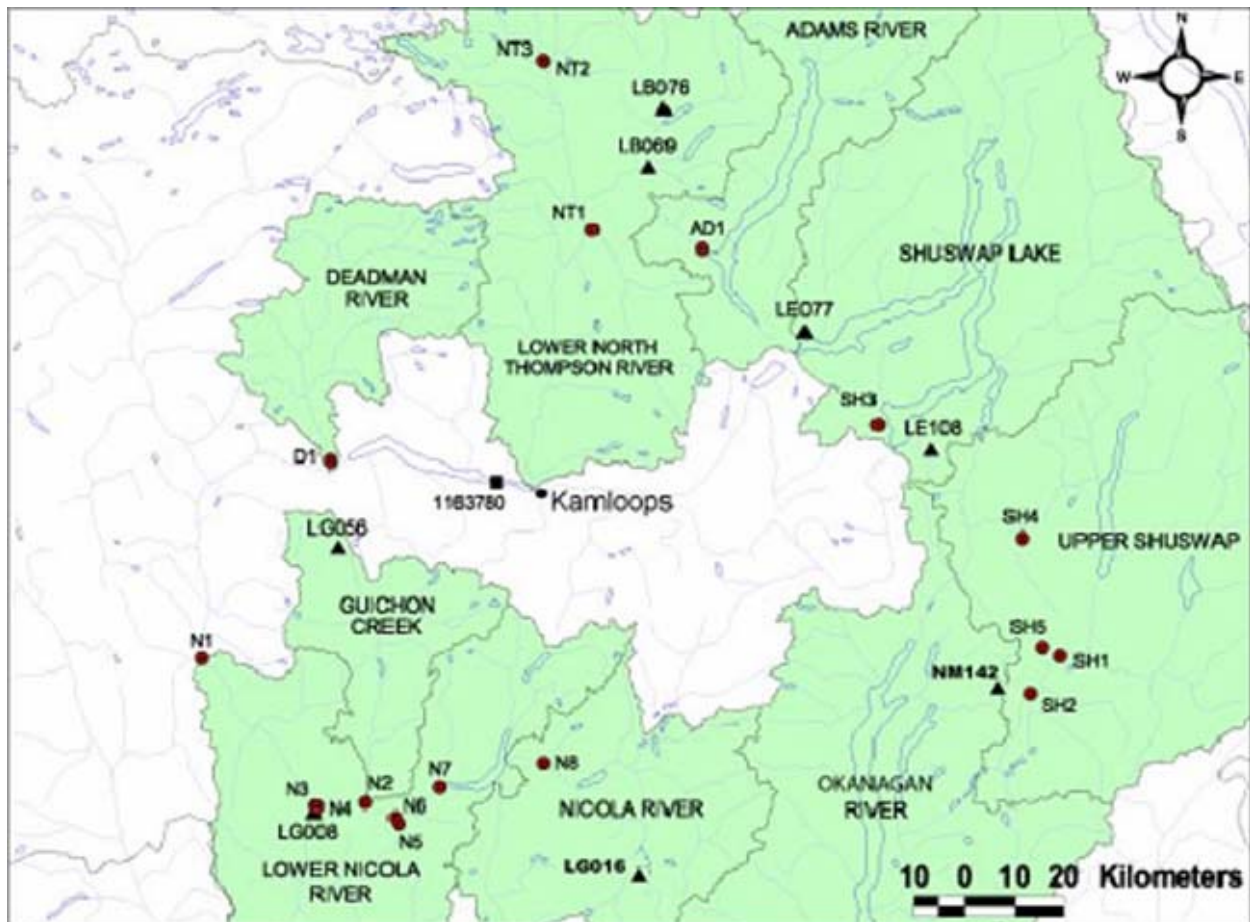 N
W
E
S
ADAMS RIVER
NT3
NT2
LB076
LB069
NT1
AD1
SHUSWAP LAKE
DEADMAN
RIVER
LE077
LOWER NORTH
THOMPSON RIVER
SH3
LE108
D1
1163780
Kamloops
LG056
SH4
UPPER SHUSWAP
GUICHON
CREEK
N1
SH5
SH1
NM142
SH2
N8
N7
N2
N3
N4
N6
N5
LG008
OKANAGAN
RIVER
NICOLA RIVER
LOWER NICOLA
RIVER
LG016
10 0 10 20 Kilometers